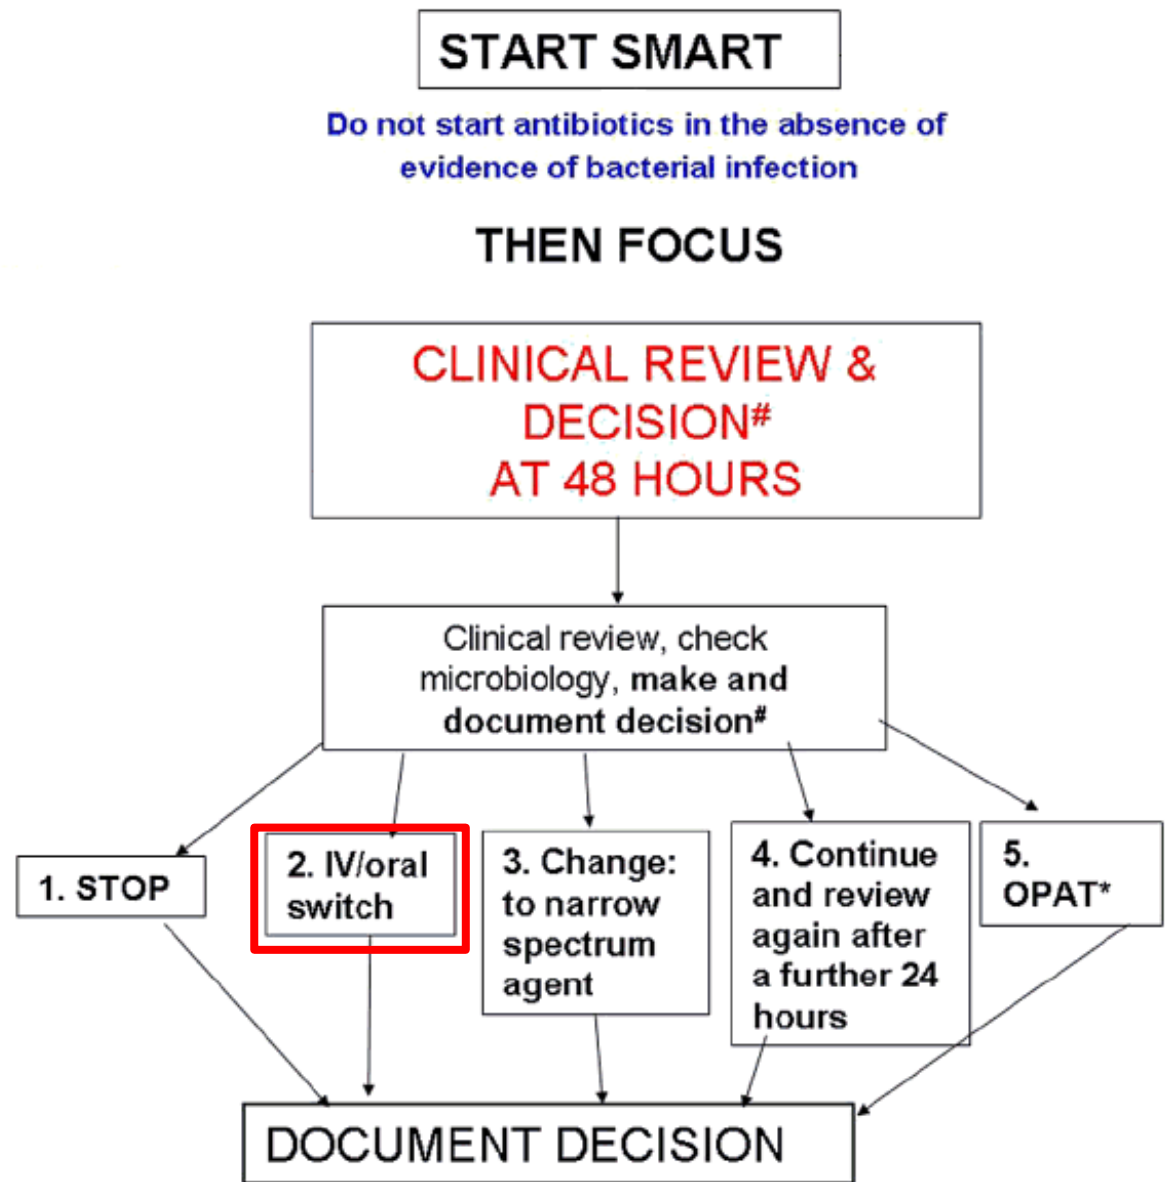 START SMART
Do not start antibiotics in the absence of
evidence of bacterial infection
THEN FOCUS
CLINICAL REVIEW &
DECISION#
AT 48 HOURS
Clinical review, check
microbiology, make and
document decision#
1. STOP
2. IV/oral
switch
3. Change:
to narrow
spectrum
agent
4. Continue
and review
again after
a further 24
hours
5.
OPAT*
DOCUMENT DECISION